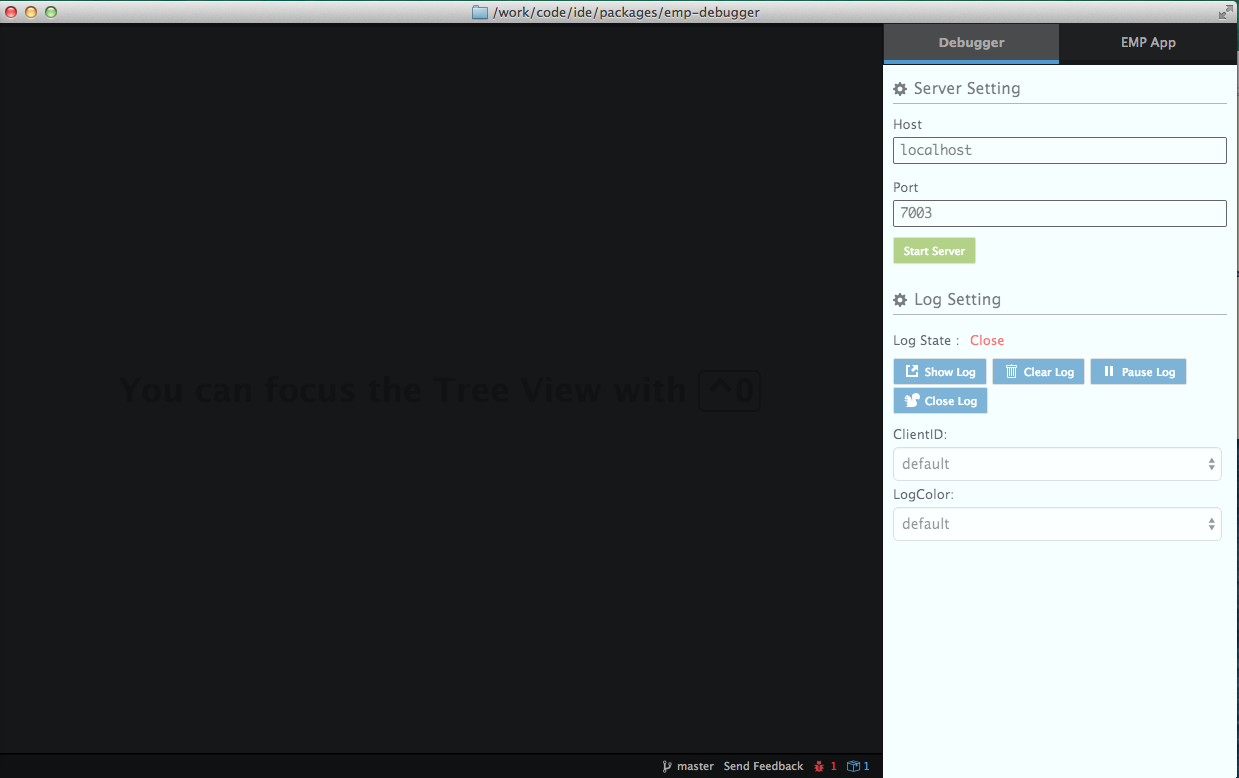 /work/code/ide/packages/emp-debugger
Debugger
EMP App
Server Setting
Host
localhost
Port
7003
Start Server
Log Setting
Log State : Close
Show Log
Clear Log
Pause Log
Close Log
ClientID:
default
LogColor:
default
You can focus the Tree View with ^0
master Send Feedback 1 1